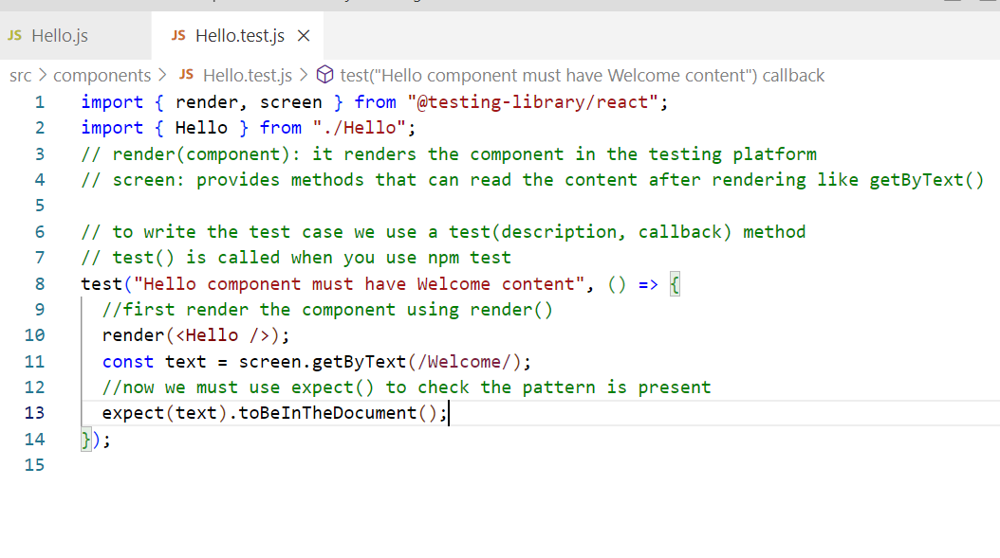 JS Hello.js JS Hello.test.js
src > components > JS Hello.test.js > test("Hello component must have Welcome content") callback
1 import { render, screen } from "@testing-library/react";
2 import { Hello } from "./Hello";
3 // render(component): it renders the component in the testing platform
4 // screen: provides methods that can read the content after rendering like getByText()
5
6 // to write the test case we use a test(description, callback) method
7 // test() is called when you use npm test
8 test("Hello component must have Welcome content", () => {
9 //first render the component using render()
10 render(<Hello />);
11 const text = screen.getByText(/Welcome/);
12 //now we must use expect() to check the pattern is present
13 expect(text).toBeInTheDocument();
14 });
15